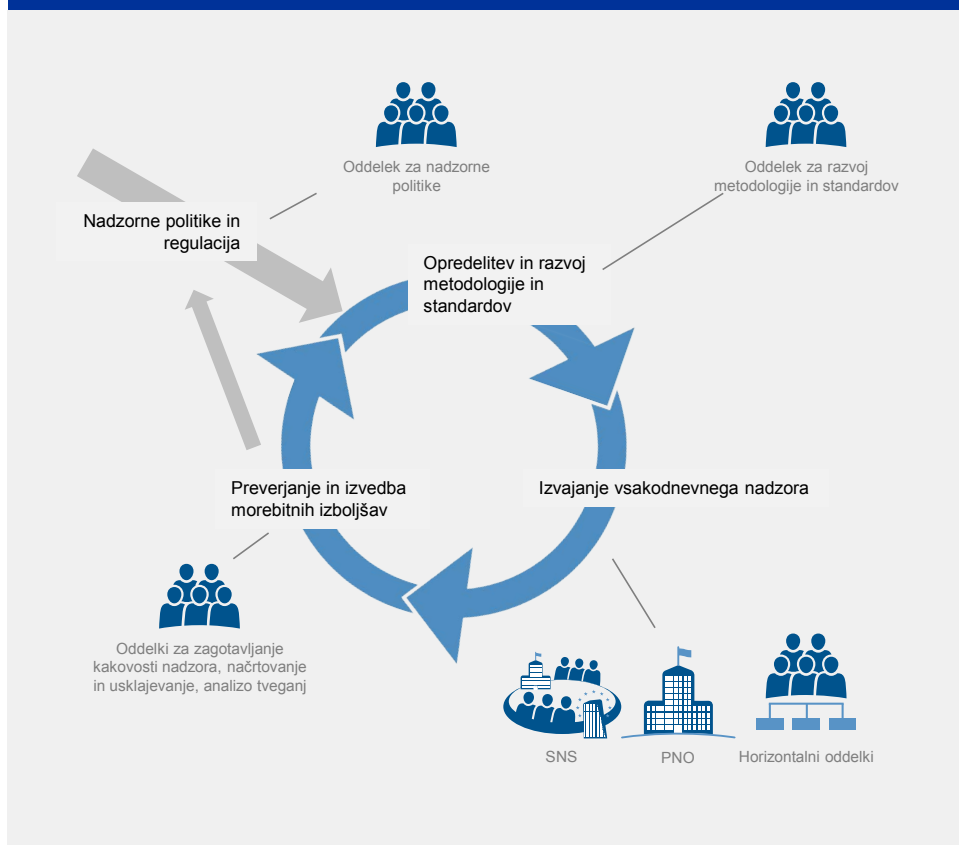 Oddelek za nadzorne
politike
Oddelek za razvoj
metodologije in standardov
Nadzorne politike in
regulacija
Opredelitev in razvoj
metodologije in
standardov
Preverjanje in izvedba
morebitnih izboljšav
Izvajanje vsakodnevnega nadzora
Oddelki za zagotavljanje
kakovosti nadzora, načrtovanje
in usklajevanje, analizo tveganj
SNS
PNO
Horizontalni oddelki